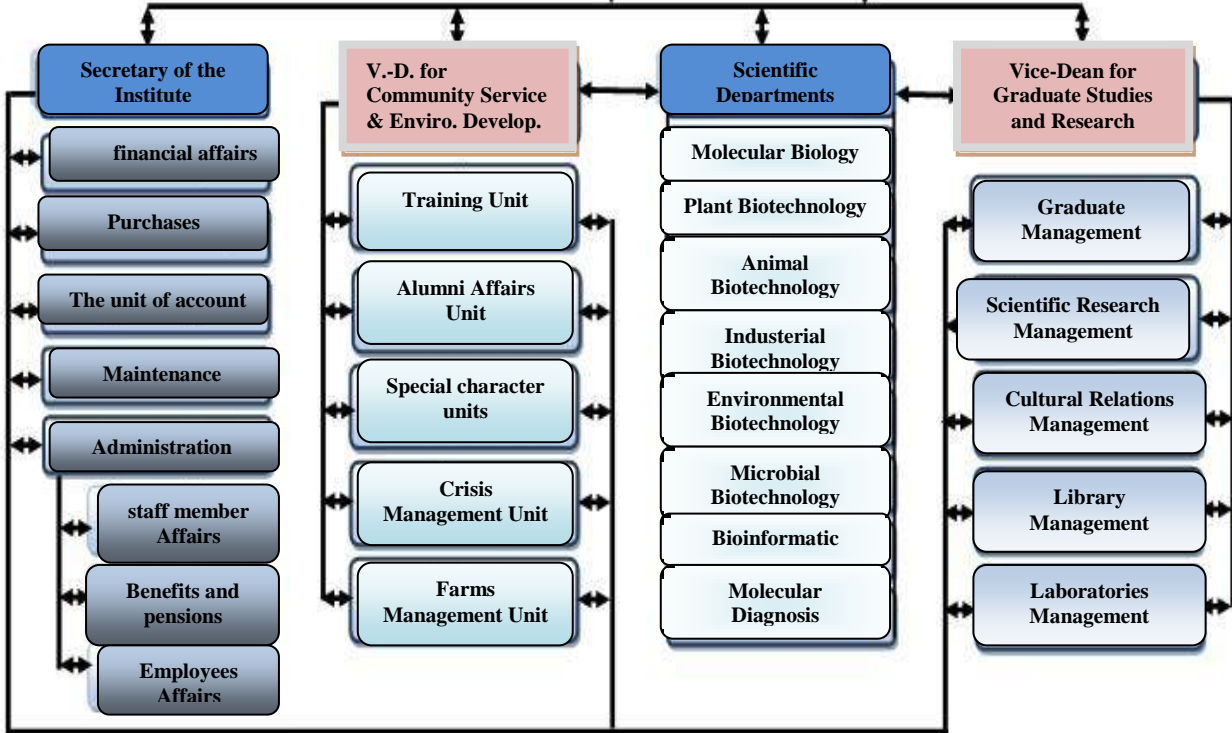 Secretary of the
Institute
financial affairs
Purchases
The unit of account
Maintenance
Administration
staff member
Affairs
Benefits and
pensions
Employees
Affairs
V.-D. for
Community Service
& Enviro. Develop.
Training Unit
Alumni Affairs
Unit
Special character
units
Crisis
Management Unit
Farms
Management Unit
Scientific
Departments
Molecular Biology
Plant Biotechnology
Animal
Biotechnology
Industerial
Biotechnology
Environmental
Biotechnology
Microbial
Biotechnology
Bioinformatic
Molecular
Diagnosis
Vice-Dean for
Graduate Studies
and Research
Graduate
Management
Scientific Research
Management
Cultural Relations
Management
Library
Management
Laboratories
Management